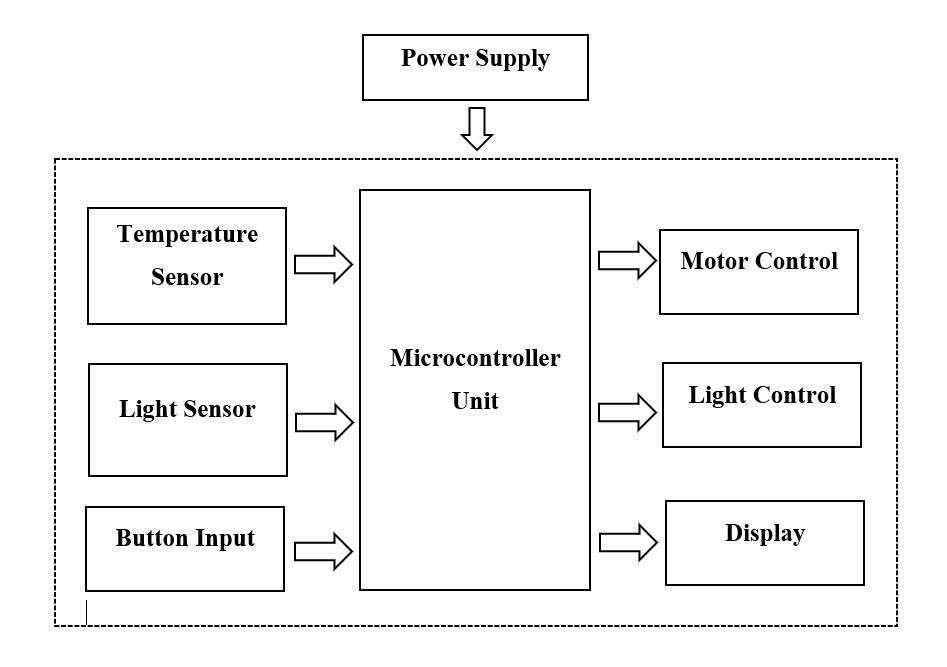 Power Supply
Temperature
Sensor
Light Sensor
Button Input
Microcontroller
Unit
Motor Control
Light Control
Display